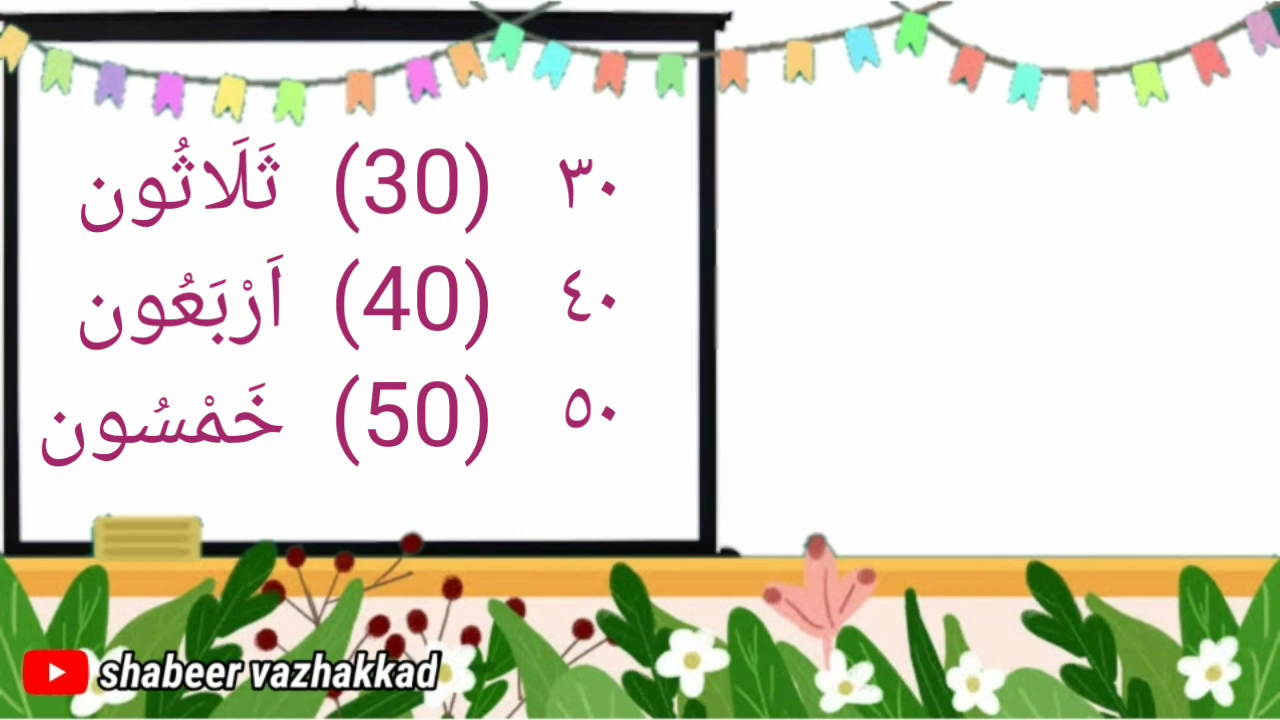 ٣٠ (30) ثَلَاثُون
٤٠ (40) اَرْبَعُون
٥٠ (50) خَمْسُون
shabeer vazhakkad